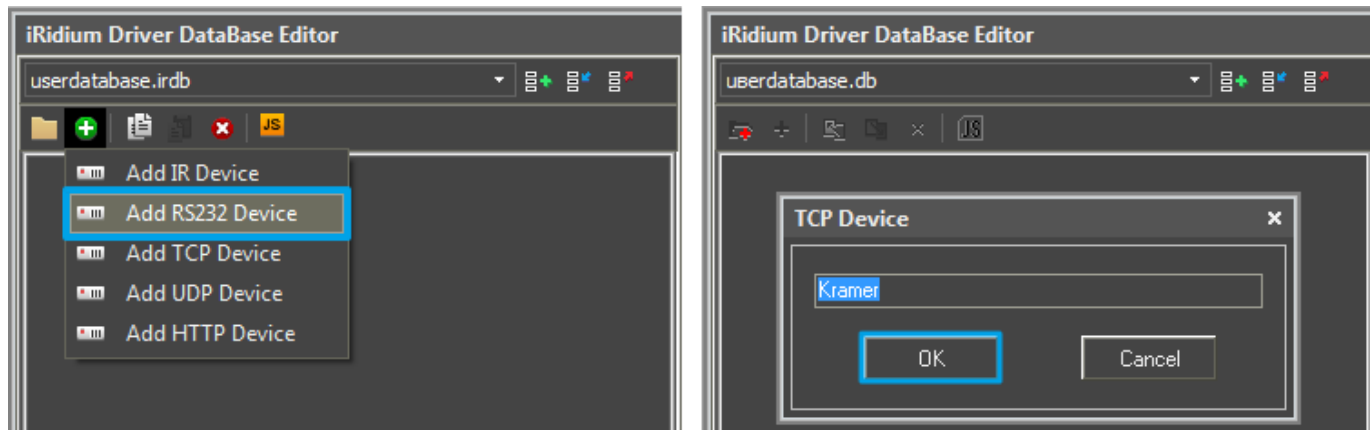 iRidium Driver DataBase Editor
userdatabase.irdb
JS
Add IR Device
Add RS232 Device
Add TCP Device
Add UDP Device
Add HTTP Device
iRidium Driver DataBase Editor
uвerdatabase.db
JS
TCP Device
Kramer
OK
Cancel